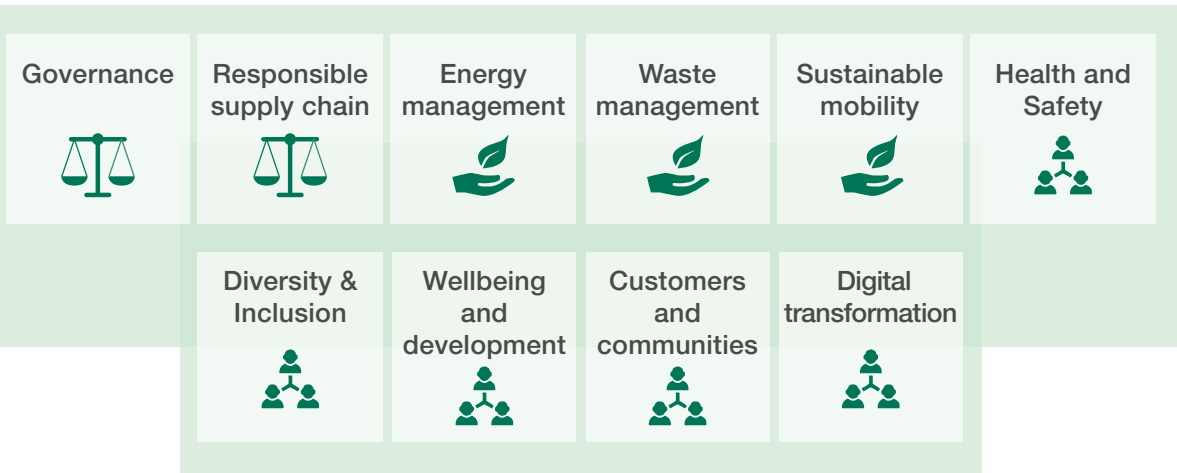 Governance
Responsible
supply chain
Energy
management
Waste
management
Sustainable
mobility
Health and
Safety
Diversity &
Inclusion
Wellbeing
and
development
Customers
and
communities
Digital
transformation